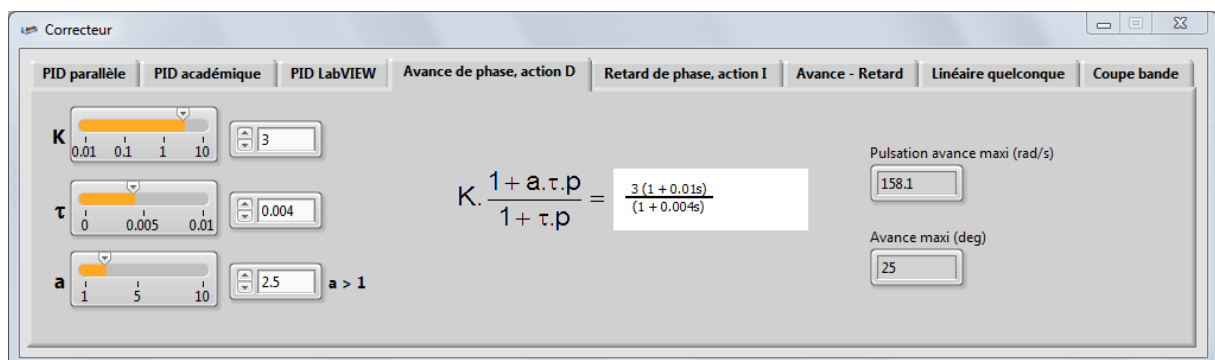 Correcteur
PID parallèle PID académique PID LabVIEW Avance de phase, action D Retard de phase, action I Avance - Retard Linéaire quelconque Coupe bande
K
0.01 0.1 1 10
3
τ
0 0.005 0.01
0.004
a
1 5 10
2.5
a > 1
K. 1 + a.τ.p
1 + τ.p
=
3 (1 + 0.01s)
(1 + 0.004s)
Pulsation avance maxi (rad/s)
158.1
Avance maxi (deg)
25